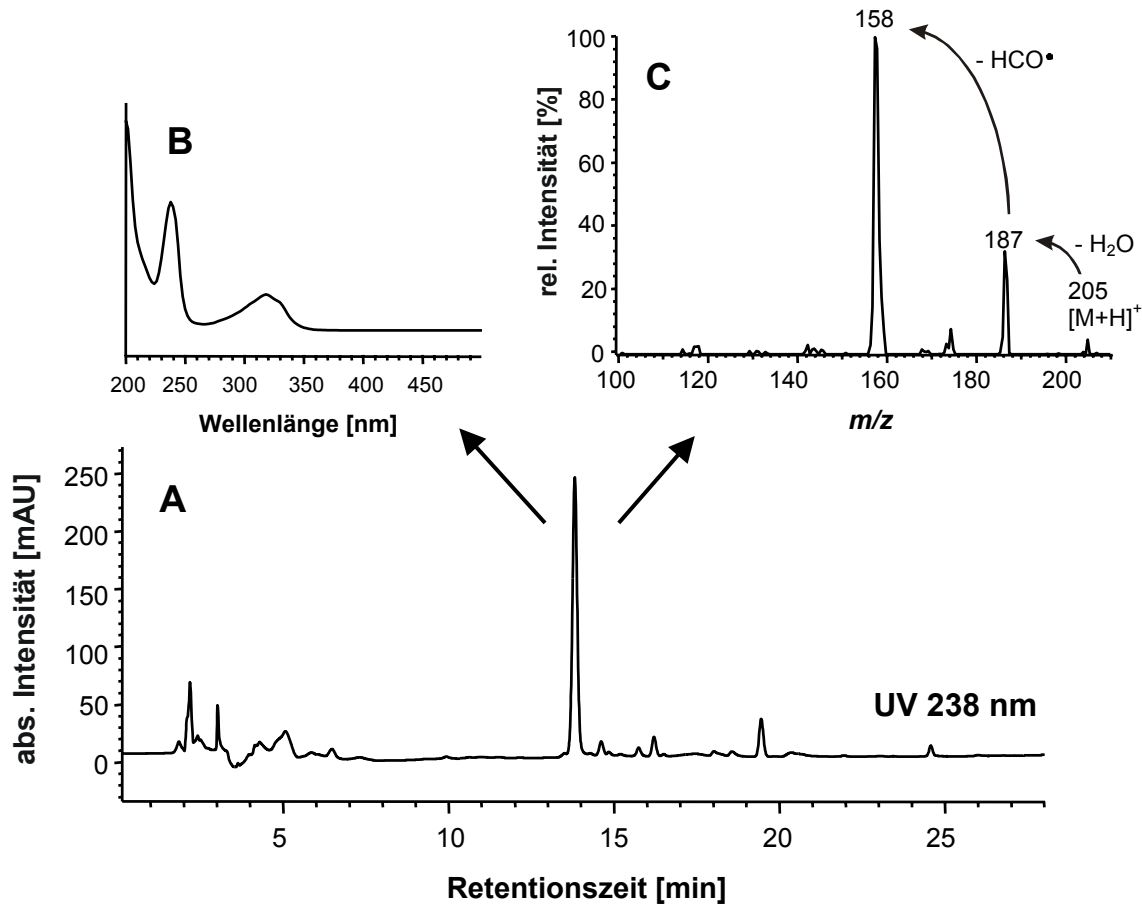 B
200 250 300 350 400 450
Wellenlänge [nm]
C
rel. Intensität [%]
100
80
60
40
20
0
158
- HCO•
187
- H₂O
205
[M+H]⁺
100 120 140 160 180 200
m/z
A
abs. Intensität [mAU]
250
200
150
100
50
0
UV 238 nm
5 10 15 20 25
Retentionszeit [min]